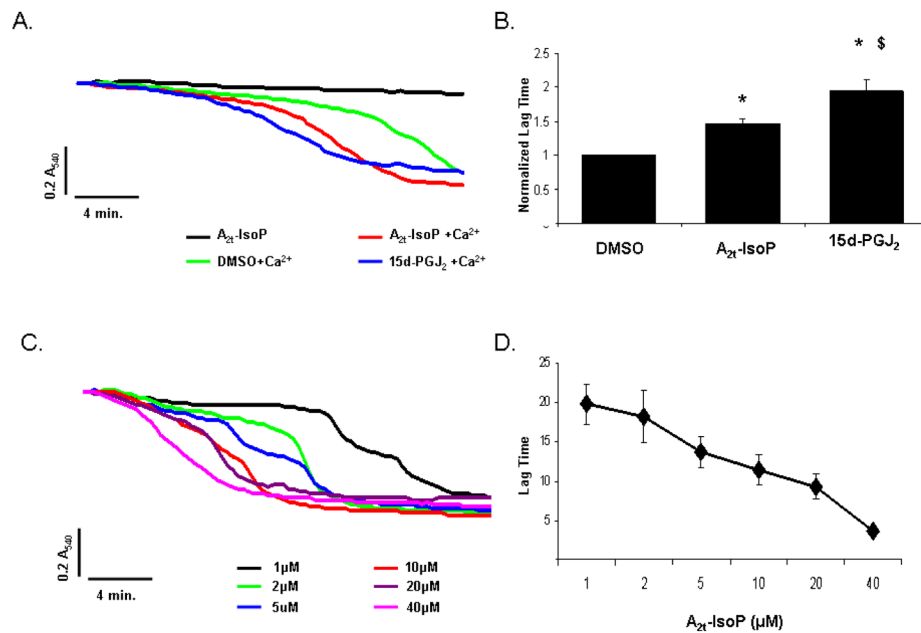 A.
0.2 A540
4 min.
A2t-IsoP
A2t-IsoP +Ca2+
DMSO+Ca2+
15d-PGJ2 +Ca2+
B.
* $
*
Normalized Lag Time
2.5
2
1.5
1
0.5
DMSO
A2t-IsoP
15d-PGJ2
C.
0.2 A540
4 min.
1µM
10µM
2µM
20µM
5uM
40µM
D.
Lag Time
25
20
15
10
5
1
2
5
10
20
40
A2t-IsoP (µM)